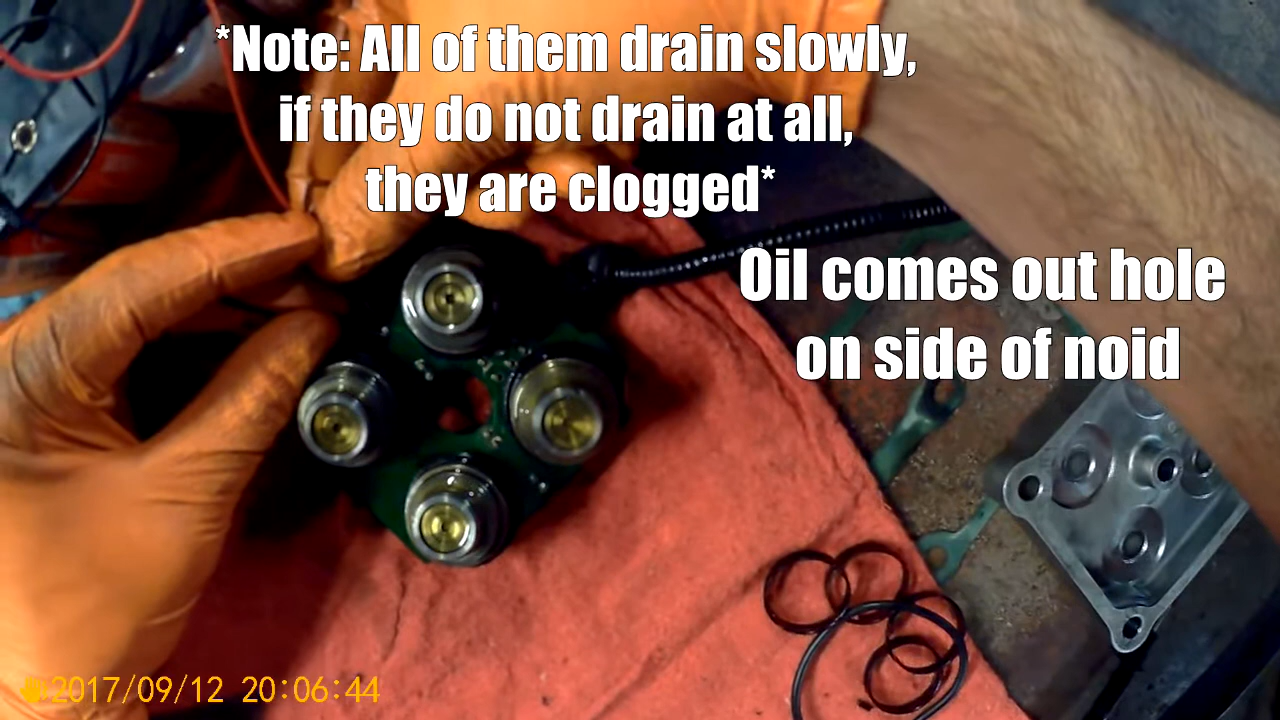 *Note: All of them drain slowly,
if they do not drain at all,
they are clogged*
Oil comes out hole
on side of noid
2017/09/12 20:06:44